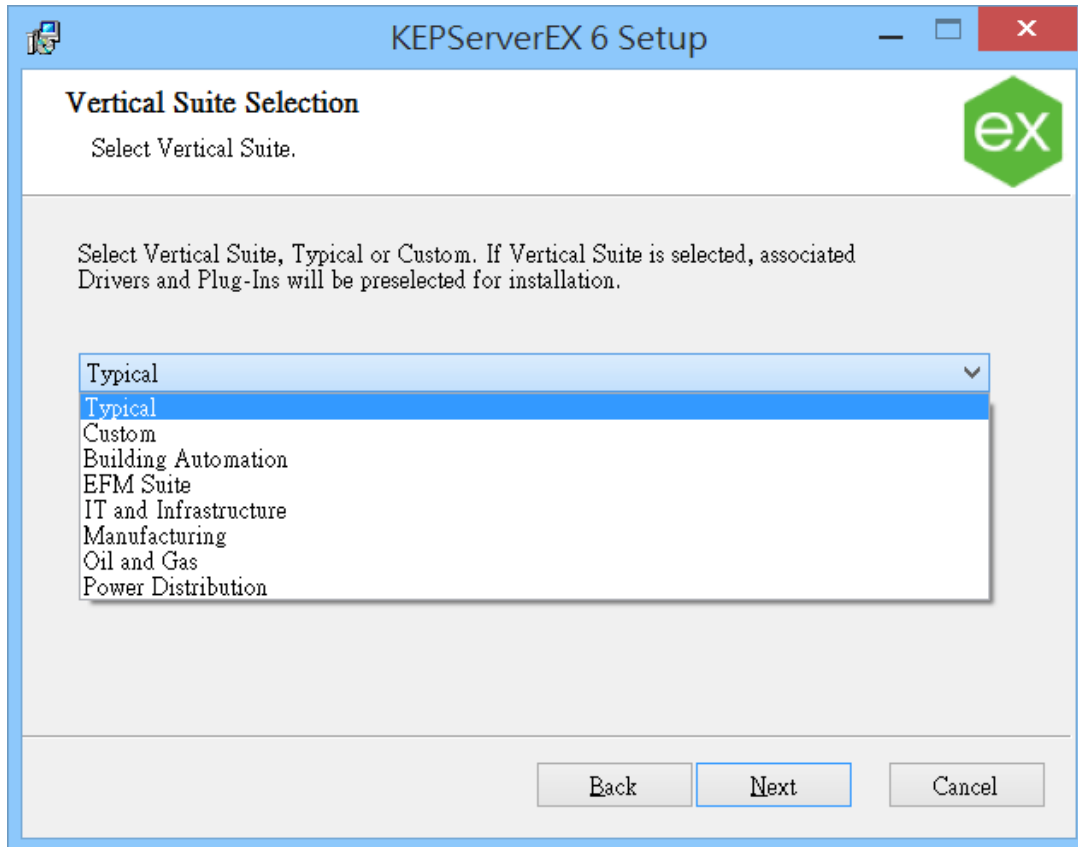 KEPServerEX 6 Setup
Vertical Suite Selection
Select Vertical Suite.
ex
Select Vertical Suite, Typical or Custom. If Vertical Suite is selected, associated
Drivers and Plug-Ins will be preselected for installation.
Typical
Typical
Custom
Building Automation
EFM Suite
IT and Infrastructure
Manufacturing
Oil and Gas
Power Distribution
Back
Next
Cancel